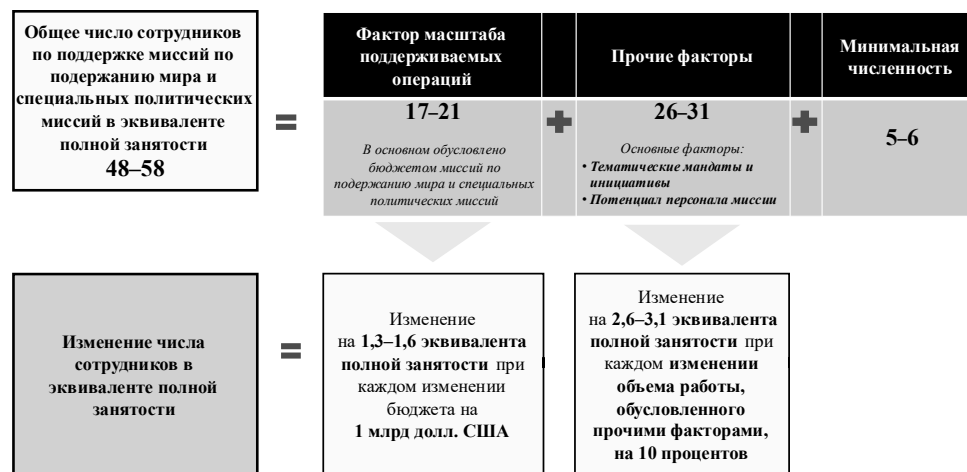 Общее число сотрудников
по поддержке миссий по
подержанию мира и
специальных политических
миссий в эквиваленте
полной занятости
48–58
=
Фактор масштаба
поддерживаемых
операций
17–21
В основном обусловлено
бюджетом миссий по
подержанию мира и специальных
политических миссий
+
Прочие факторы
26–31
Основные факторы:
• Тематические мандаты и
инициативы
• Потенциал персонала миссии
+
Минимальная
численность
5–6
Изменение числа
сотрудников в
эквиваленте полной
занятости
=
Изменение
на 1,3–1,6 эквивалента
полной занятости при
каждом изменении
бюджета на
1 млрд долл. США
Изменение
на 2,6–3,1 эквивалента
полной занятости при
каждом изменении
объема работы,
обусловленного
прочими факторами,
на 10 процентов